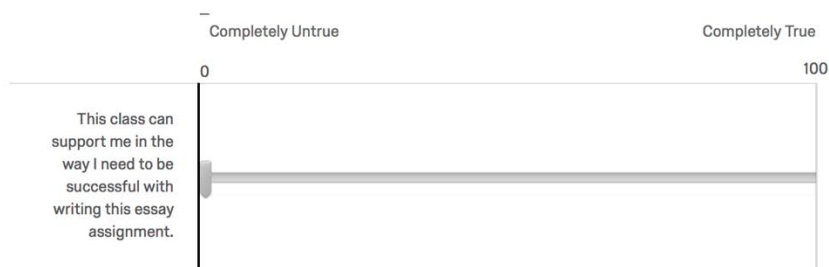 Completely Untrue Completely True
0 100
This class can
support me in the
way I need to be
successful with
writing this essay
assignment.